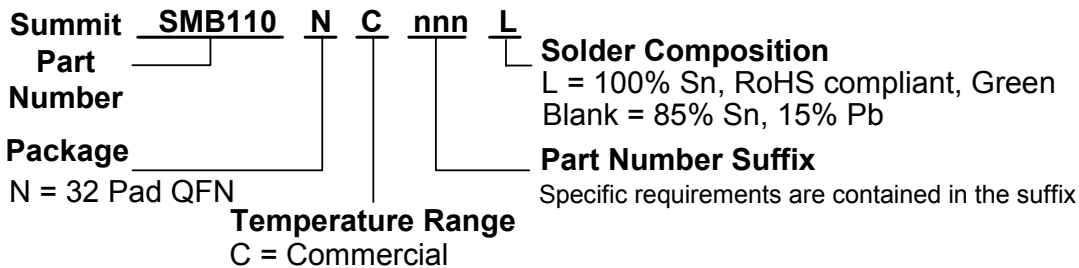 Summit SMB110 N C nnn L
Part
Number
Solder Composition
L = 100% Sn, RoHS compliant, Green
Blank = 85% Sn, 15% Pb
Package
N = 32 Pad QFN
Part Number Suffix
Specific requirements are contained in the suffix
Temperature Range
C = Commercial